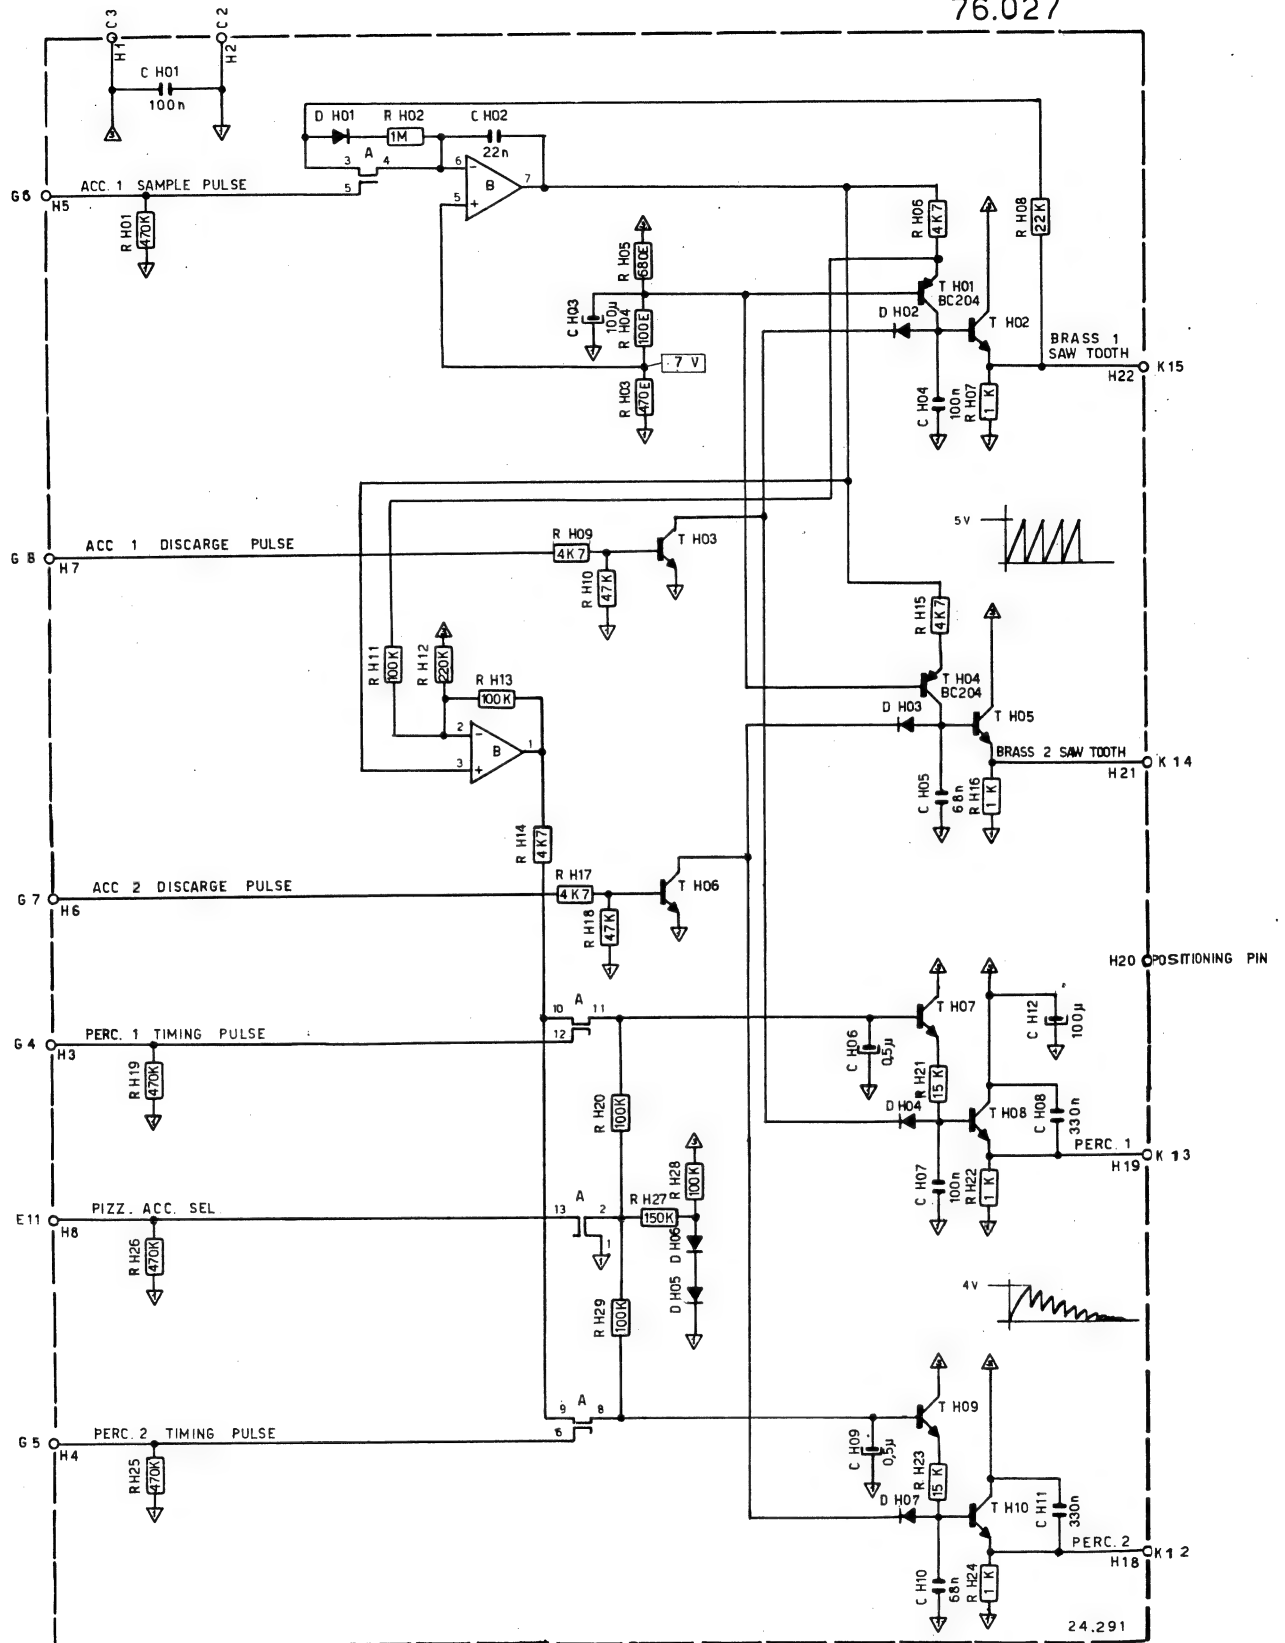 76.027
C3
H1
C2
H2
C H01
100n
D H01
R H02
1M
C H02
22n
A
3
4
5
6
5
7
B
-
+
G6
H5
ACC. 1 SAMPLE PULSE
R H01
470K
R H05
680E
C H03
100µ
R H04
100E
7 V
R H03
470E
R H06
4K7
T H01
BC204
R H08
22K
D H02
T H02
BRASS 1
SAW TOOTH
H22
K15
C H04
100n
R H07
1 K
G8
H7
ACC 1 DISCHARGE PULSE
R H09
4K7
R H10
47K
T H03
5V
R H15
4K7
R H11
100K
R H12
220K
R H13
100K
T H04
BC204
D H03
T H05
2
3
1
B
-
+
BRASS 2 SAW TOOTH
H21
K 14
C H05
68n
R H16
1 K
R H14
4K7
G7
H6
ACC 2 DISCHARGE PULSE
R H17
4K7
R H18
47K
T H06
H20
POSITIONING PIN
A
10
11
12
G4
H3
PERC. 1 TIMING PULSE
R H19
470K
T H07
C H12
100µ
C H06
0,5µ
R H21
15 K
R H20
100K
D H04
T H08
C H08
330n
PERC. 1
H19
K 13
C H07
100n
R H22
1 K
R H28
100K
E11
H8
PIZZ. ACC. SEL
A
13
2
1
R H27
150K
R H26
470K
D H06
D H05
R H29
100K
4V
A
9
8
6
G5
H4
PERC. 2 TIMING PULSE
R H25
470K
T H09
C H09
0,5µ
R H23
15 K
D H07
T H10
C H11
330n
PERC. 2
H18
K12
C H10
68n
R H24
1 K
24.291